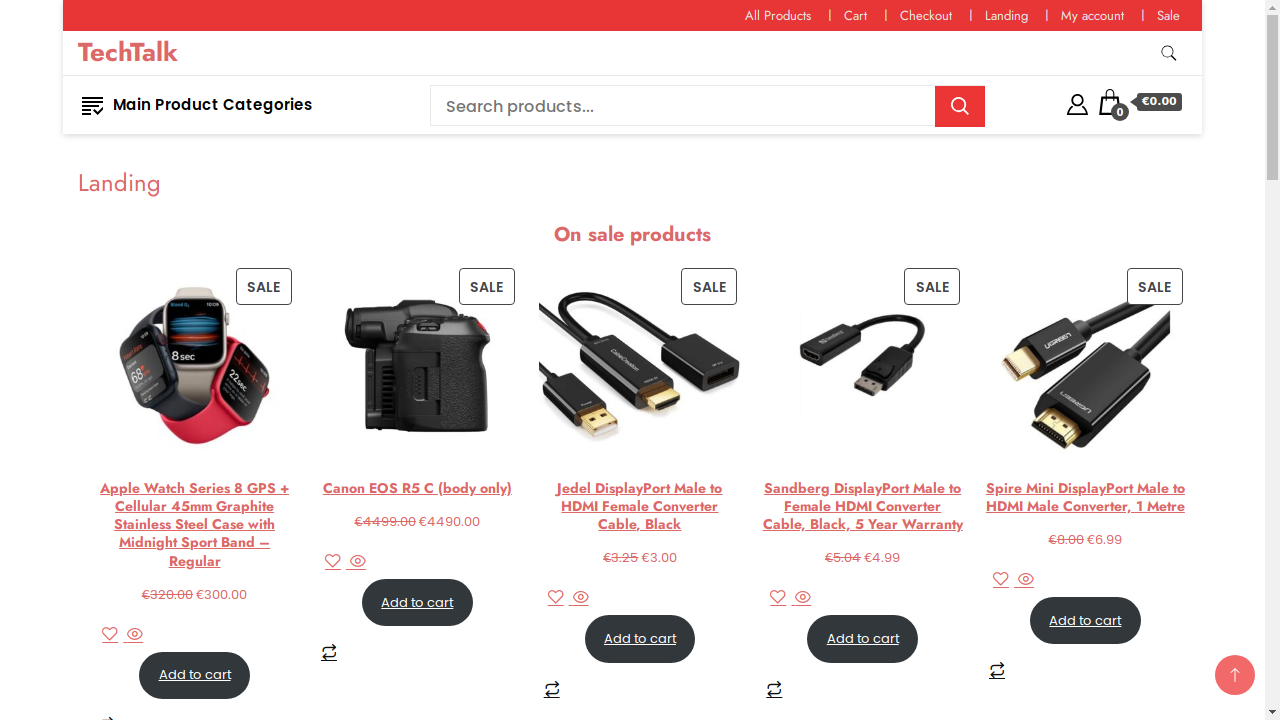 All Products
Cart
Checkout
Landing
My account
Sale
TechTalk
Main Product Categories
Search products...
0
€0.00
Landing
On sale products
SALE
SALE
SALE
SALE
SALE
8 sec
UGREEN
UGREEN
Apple Watch Series 8 GPS +
Cellular 45mm Graphite
Stainless Steel Case with
Midnight Sport Band –
Regular
€320.00 €300.00
Add to cart
Canon EOS R5 C (body only)
€4499.00 €4490.00
Add to cart
Jedel DisplayPort Male to
HDMI Female Converter
Cable, Black
€3.25 €3.00
Add to cart
Sandberg DisplayPort Male to
Female HDMI Converter
Cable, Black, 5 Year Warranty
€5.04 €4.99
Add to cart
Spire Mini DisplayPort Male to
HDMI Male Converter, 1 Metre
€8.00 €6.99
Add to cart